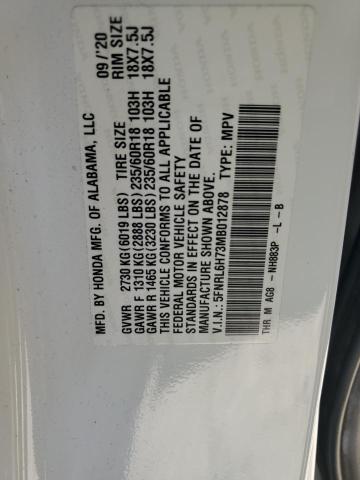 MFD. BY HONDA MFG. OF ALABAMA, LLC 09/'20
GVWR 2730 KG(6019 LBS) TIRE SIZE RIM SIZE
GAWR F 1310 KG(2888 LBS) 235/60R18 103H 18X7.5J
GAWR R 1465 KG(3230 LBS) 235/60R18 103H 18X7.5J
THIS VEHICLE CONFORMS TO ALL APPLICABLE
FEDERAL MOTOR VEHICLE SAFETY
STANDARDS IN EFFECT ON THE DATE OF
MANUFACTURE SHOWN ABOVE.
V.I.N.: 5FNRL6H73MB012878 TYPE: MPV
THR M AG8 - NH883P -L -B